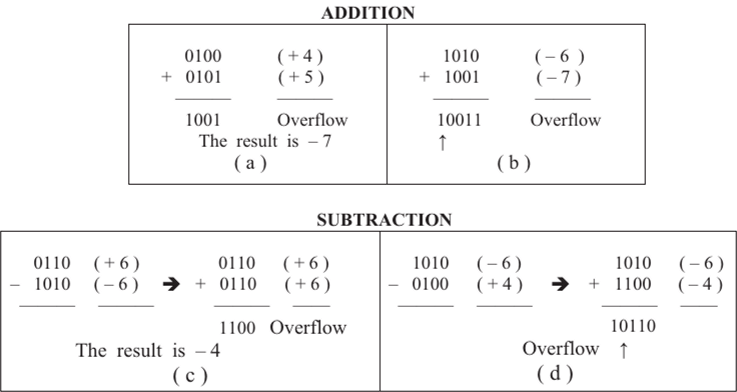 ADDITION
0100 (+4)
+ 0101 (+5)
1001 Overflow
The result is –7
(a)
1010 (–6)
+ 1001 (–7)
10011 Overflow
↑
(b)
SUBTRACTION
0110 (+6) ➔ 0110 (+6)
– 1010 (–6) + 0110 (+6)
1100 Overflow
The result is –4
(c)
1010 (–6) ➔ 1010 (–6)
– 0100 (+4) + 1100 (–4)
10110
Overflow ↑
(d)